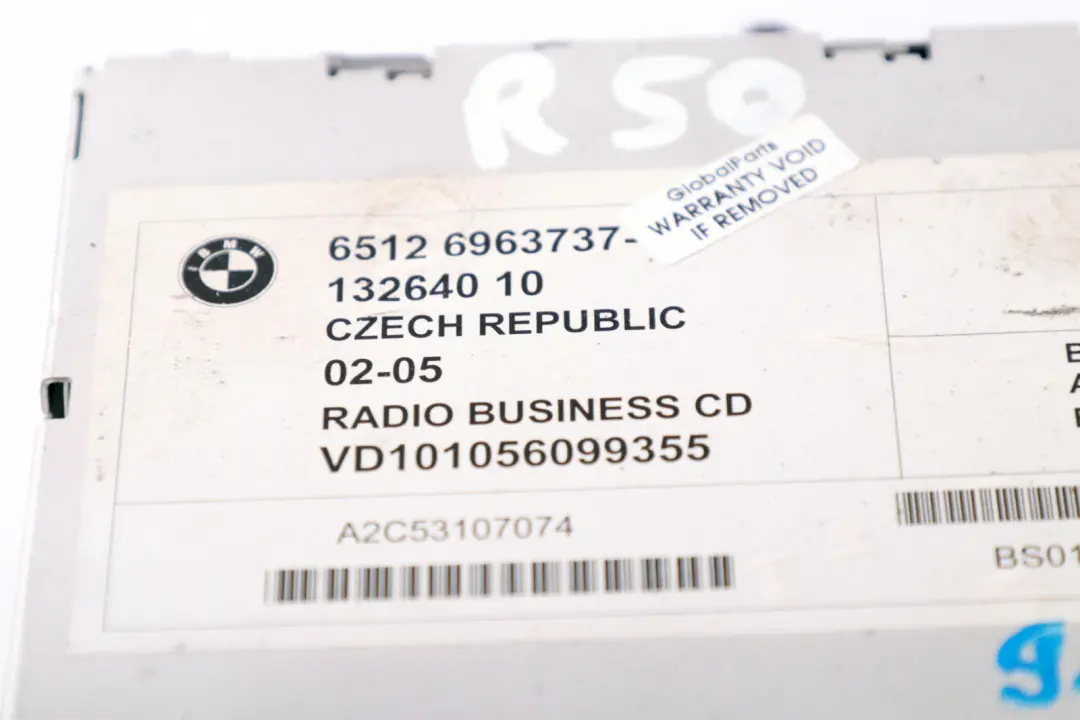 R50
GlobalParts
WARRANTY VOID
IF REMOVED
BMW
6512 6963737-
132640 10
CZECH REPUBLIC
02-05
RADIO BUSINESS CD
VD101056099355
A2C53107074
BS01